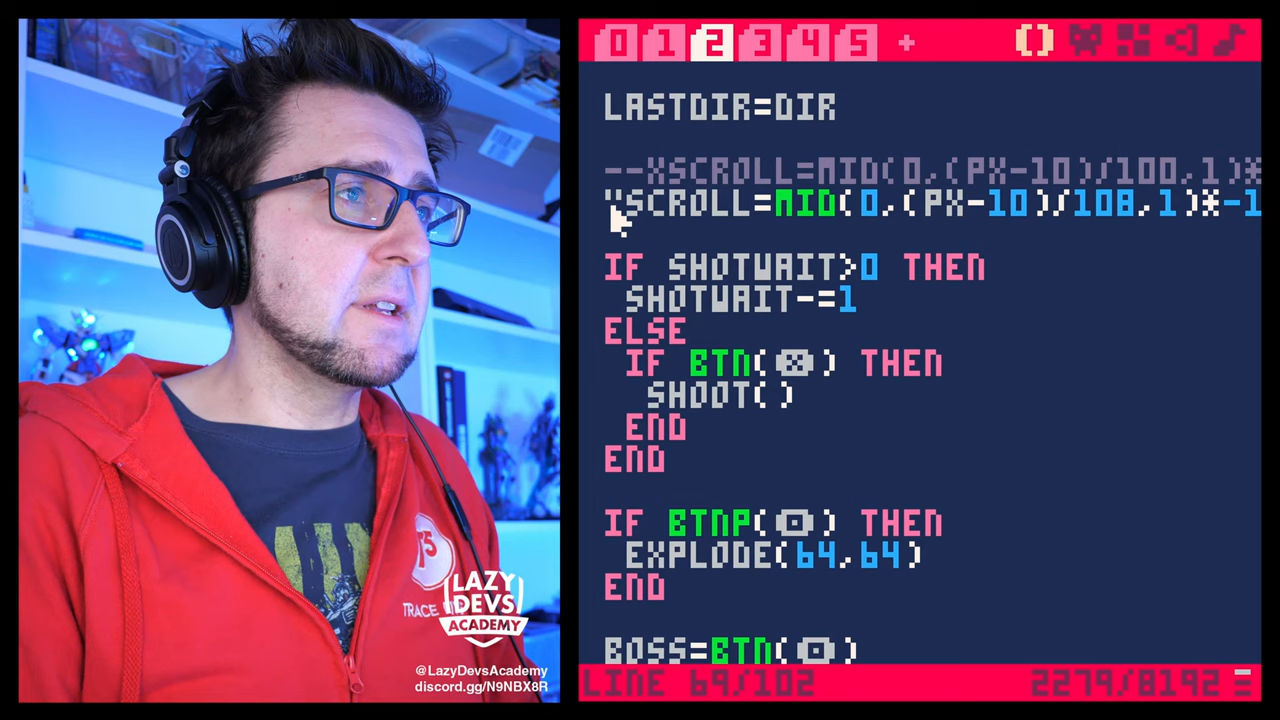 0 1 2 3 4 5 +
LASTDIR=DIR
--XSCROLL=MID(0,(PX-10)/100,1)*
SCROLL=MID(0,(PX-10)/108,1)*-1
IF SHOTWAIT>0 THEN
SHOTWAIT-=1
ELSE
IF BTN(❎) THEN
SHOOT()
END
END
IF BTNP(🅾️) THEN
EXPLODE(64,64)
END
BOSS=BTN(🅾️)
LINE 69/102
2279/8192
T5
TRACE
LAZY
DEVS
ACADEMY
@LazyDevsAcademy
discord.gg/N9NBX8R